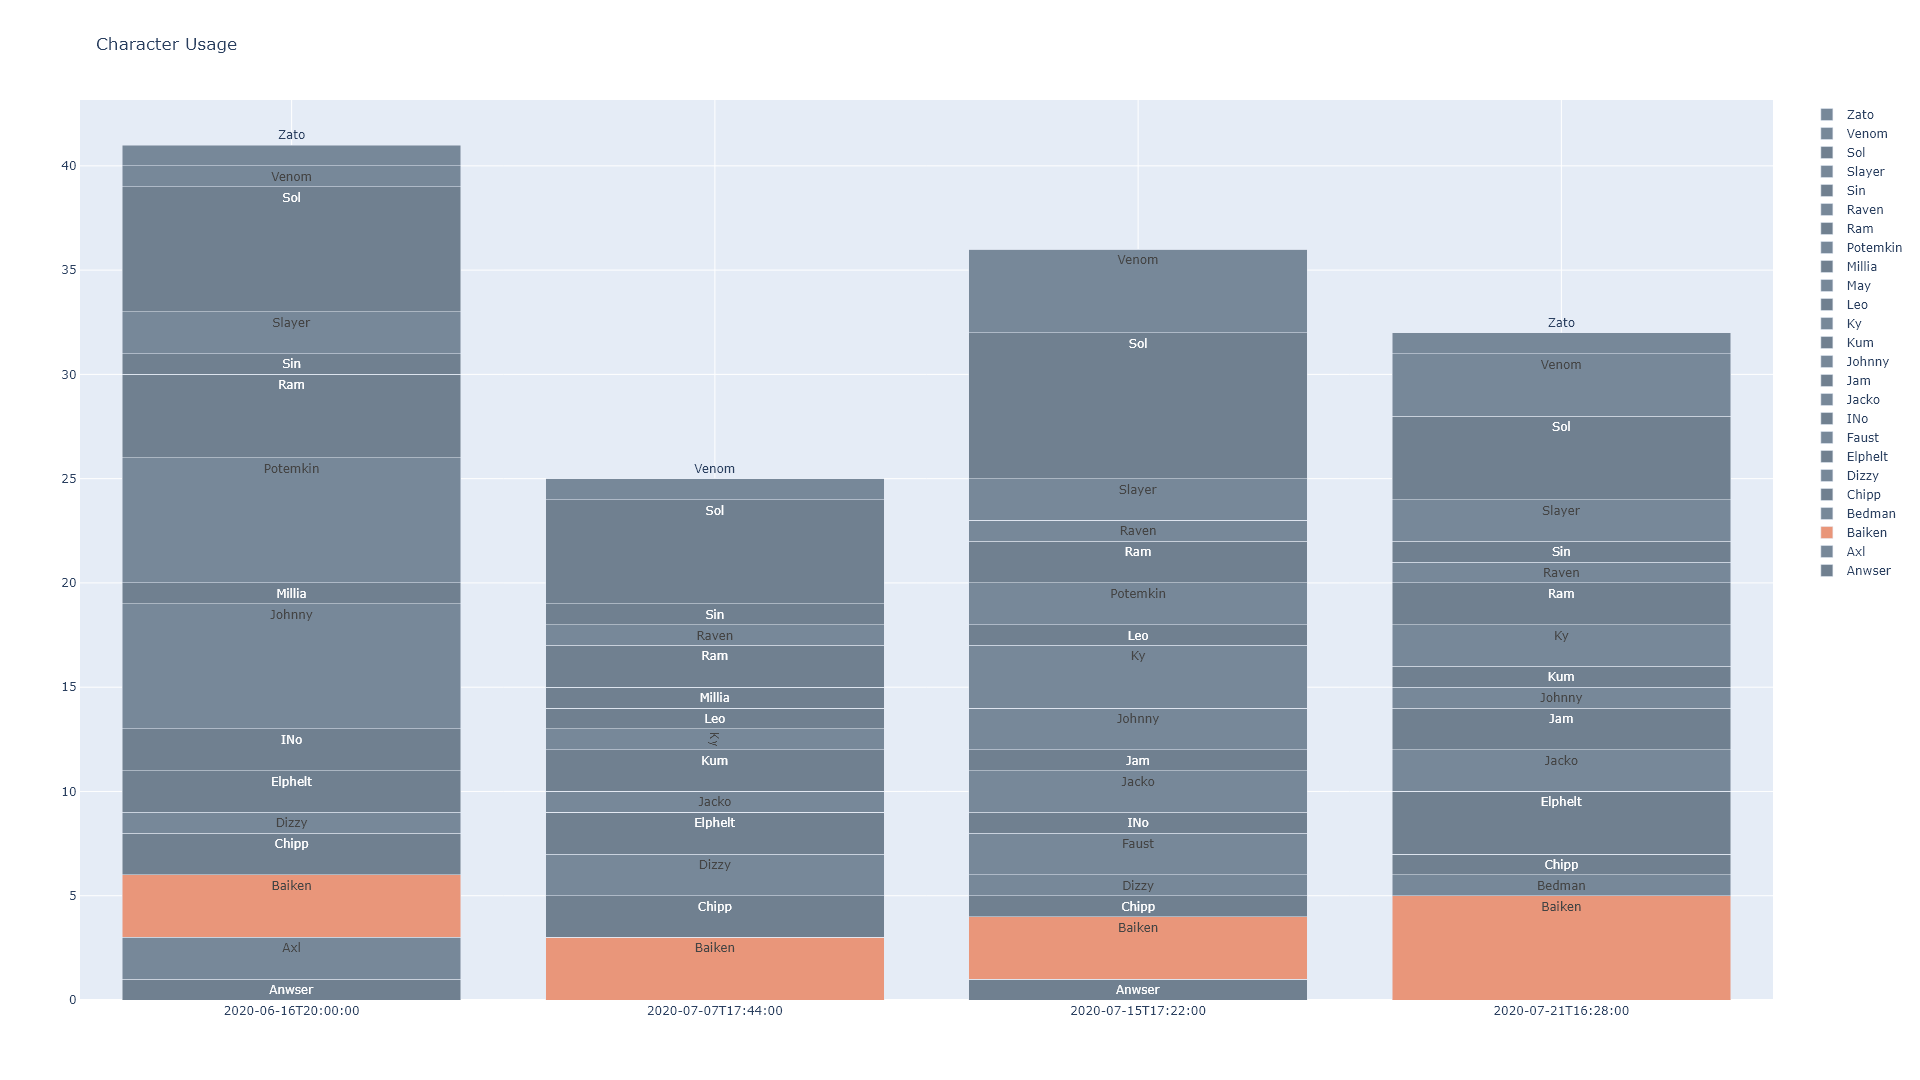 Character Usage
Zato
Venom
Sol
Slayer
Sin
Ram
Potemkin
Millia
Johnny
INo
Elphelt
Dizzy
Chipp
Baiken
Axl
Anwser
Venom
Sol
Sin
Raven
Ram
Millia
Leo
Ky
Kum
Jacko
Elphelt
Dizzy
Chipp
Baiken
Venom
Sol
Slayer
Raven
Ram
Potemkin
Leo
Ky
Johnny
Jam
Jacko
INo
Faust
Dizzy
Chipp
Baiken
Anwser
Zato
Venom
Sol
Slayer
Sin
Raven
Ram
Ky
Kum
Johnny
Jam
Jacko
Elphelt
Chipp
Bedman
Baiken
40
35
30
25
20
15
10
5
0
2020-06-16T20:00:00
2020-07-07T17:44:00
2020-07-15T17:22:00
2020-07-21T16:28:00
Zato
Venom
Sol
Slayer
Sin
Raven
Ram
Potemkin
Millia
May
Leo
Ky
Kum
Johnny
Jam
Jacko
INo
Faust
Elphelt
Dizzy
Chipp
Bedman
Baiken
Axl
Anwser